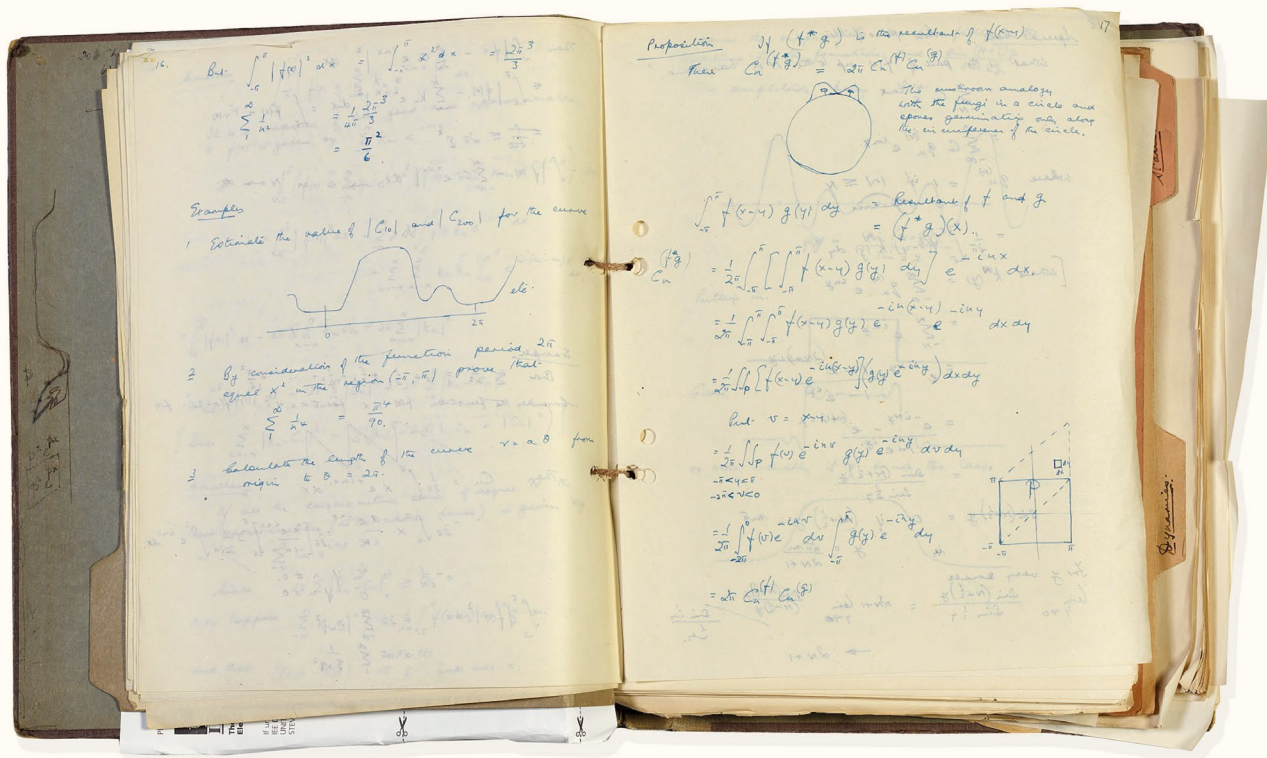 16.
But ∫_{-π}^{π} |f(x)|² dx = ∫_{-π}^{π} x² dx = 2π³/3
∑_{1}^{∞} 1/n² = 1/4π 2π³/3
= π²/6.
Examples
1 Estimate the value of |C10| and |C200| for the curve
etc.
0 2π
2 By consideration of the function period 2π
equal x² in the region (-π, π) prove that
∑_{1}^{∞} 1/n⁴ = π⁴/90.
3 Calculate the length of the curve r = aθ from
origin to θ = 2π.
17
Proposition If (f*g) is the resultant of f(x-y)
Then Cn^(f*g) = 2π Cn^(f) Cn^(g)
The mushroom analogy
with the fungi in a circle and
spores germinating only along
the circumference of the circle.
∫_{-π}^{π} f(x-y) g(y) dy = Resultant of f and g
= (f*g)(x).
Cn^(f*g) = 1/2π ∫_{-π}^{π} [∫_{-π}^{π} f(x-y) g(y) dy] e^{-inx} dx
= 1/2π ∫_{-π}^{π} ∫_{-π}^{π} f(x-y) g(y) e^{-in(x-y)} e^{-iny} dx dy
= 1/2π ∫∫_P [f(x-y) e^{-in(x-y)}] (g(y) e^{-iny}) dx dy
Put v = x-y
= 1/2π ∫∫_P f(v) e^{-inv} g(y) e^{-iny} dv dy
-π<y<π
-2π<v<0
= 1/2π ∫_{-2π}^{0} f(v) e^{-inv} dv ∫_{-π}^{π} g(y) e^{-iny} dy
= 2π Cn^(f) Cn^(g)
π P
-π -π π
Dynamics.